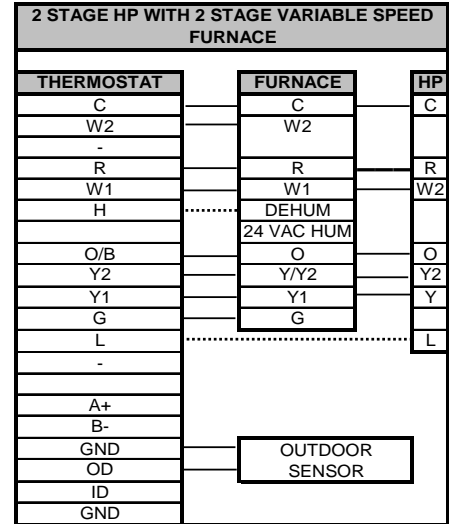 2 STAGE HP WITH 2 STAGE VARIABLE SPEED
FURNACE
THERMOSTAT FURNACE HP
C C C
W2 W2
-
R R R
W1 W1 W2
H DEHUM
24 VAC HUM
O/B O O
Y2 Y/Y2 Y2
Y1 Y1 Y
G G
L L
-
A+
B-
GND OUTDOOR
OD SENSOR
ID
GND